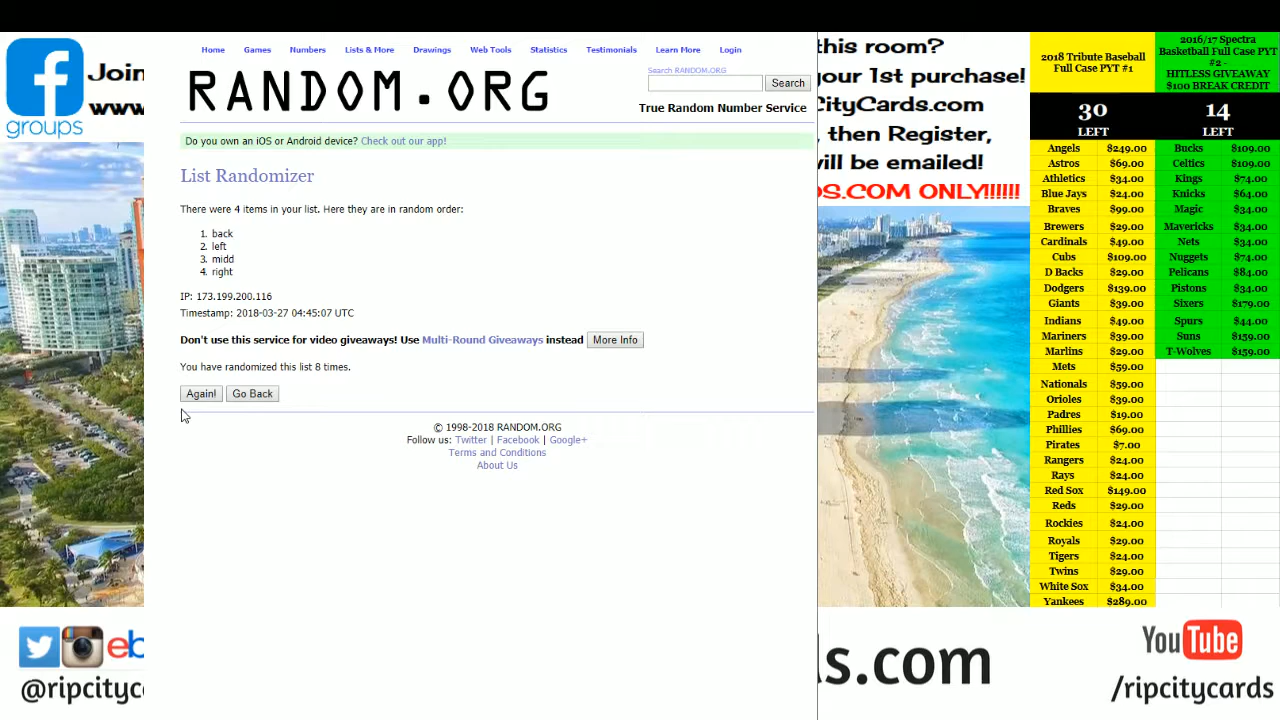 groups
Join
www
Home Games Numbers Lists & More Drawings Web Tools Statistics Testimonials Learn More Login
RANDOM.ORG
Search RANDOM.ORG
Search
True Random Number Service
Do you own an iOS or Android device? Check out our app!
List Randomizer
There were 4 items in your list. Here they are in random order:
1. back
2. left
3. midd
4. right
IP: 173.199.200.116
Timestamp: 2018-03-27 04:45:07 UTC
Don't use this service for video giveaways! Use Multi-Round Giveaways instead More Info
You have randomized this list 8 times.
Again! Go Back
© 1998-2018 RANDOM.ORG
Follow us: Twitter | Facebook | Google+
Terms and Conditions
About Us
this room?
your 1st purchase!
CityCards.com
, then Register,
will be emailed!
DS.COM ONLY!!!!!
2018 Tribute Baseball
Full Case PYT #1
30
LEFT
Angels $249.00
Astros $69.00
Athletics $34.00
Blue Jays $24.00
Braves $99.00
Brewers $29.00
Cardinals $49.00
Cubs $109.00
D Backs $29.00
Dodgers $139.00
Giants $39.00
Indians $49.00
Mariners $39.00
Marlins $29.00
Mets $59.00
Nationals $59.00
Orioles $39.00
Padres $19.00
Phillies $69.00
Pirates $7.00
Rangers $24.00
Rays $24.00
Red Sox $149.00
Reds $29.00
Rockies $24.00
Royals $29.00
Tigers $24.00
Twins $29.00
White Sox $34.00
Yankees $289.00
2016/17 Spectra
Basketball Full Case PYT
#2 -
HITLESS GIVEAWAY
$100 BREAK CREDIT
14
LEFT
Bucks $109.00
Celtics $109.00
Kings $74.00
Knicks $64.00
Magic $34.00
Mavericks $34.00
Nets $34.00
Nuggets $74.00
Pelicans $84.00
Pistons $34.00
Sixers $179.00
Spurs $44.00
Suns $159.00
T-Wolves $159.00
eb
@ripcityc
ds.com
YouTube
/ripcitycards